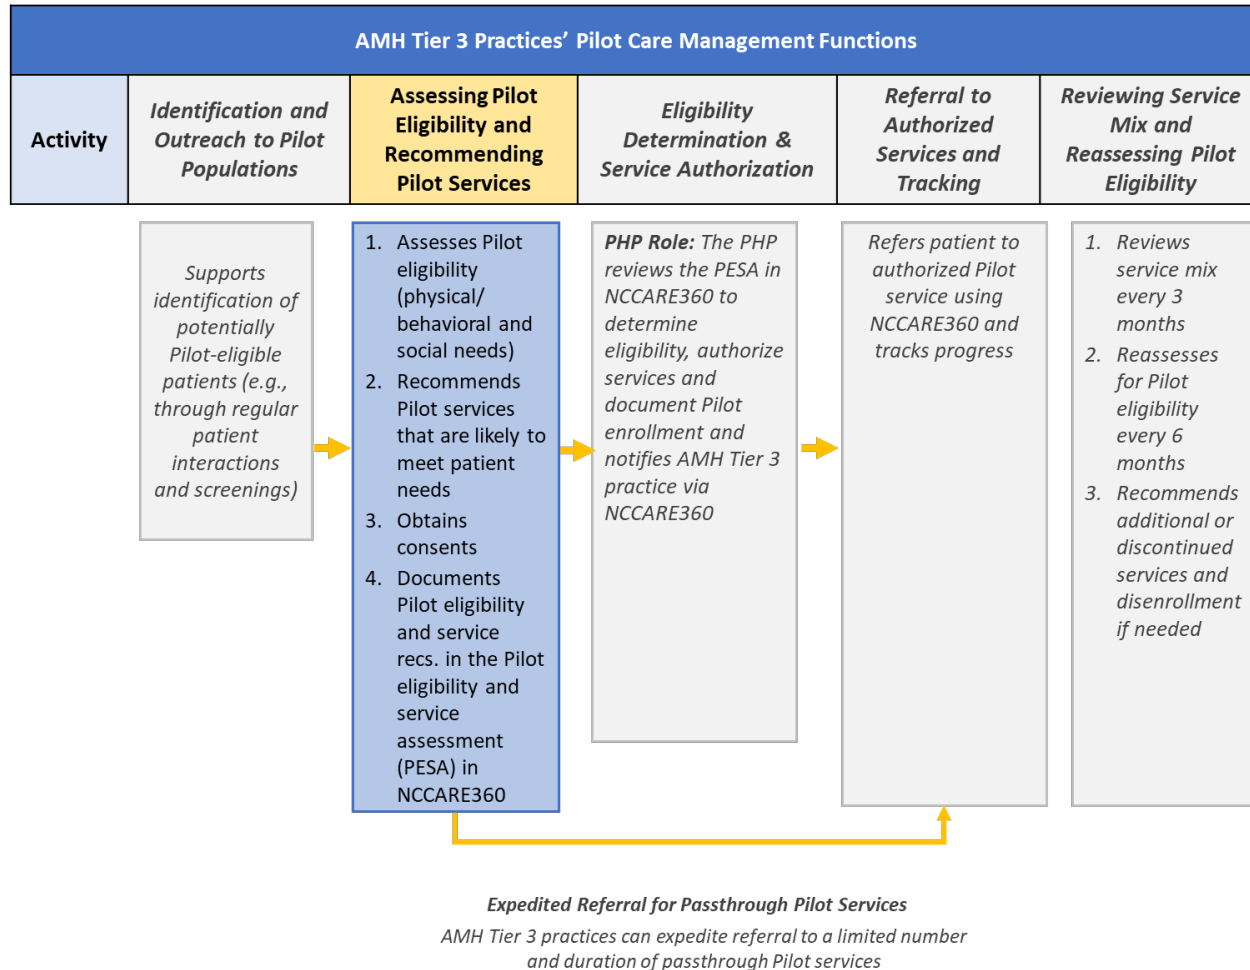 AMH Tier 3 Practices’ Pilot Care Management Functions
Activity
Identification and
Outreach to Pilot
Populations
Assessing Pilot
Eligibility and
Recommending
Pilot Services
Eligibility
Determination &
Service Authorization
Referral to
Authorized
Services and
Tracking
Reviewing Service
Mix and
Reassessing Pilot
Eligibility
Supports
identification of
potentially
Pilot-eligible
patients (e.g.,
through regular
patient
interactions
and screenings)
1. Assesses Pilot
eligibility
(physical/
behavioral and
social needs)
2. Recommends
Pilot services
that are likely to
meet patient
needs
3. Obtains
consents
4. Documents
Pilot eligibility
and service
recs. in the Pilot
eligibility and
service
assessment
(PESA) in
NCCARE360
PHP Role: The PHP
reviews the PESA in
NCCARE360 to
determine
eligibility, authorize
services and
document Pilot
enrollment and
notifies AMH Tier 3
practice via
NCCARE360
Refers patient to
authorized Pilot
service using
NCCARE360 and
tracks progress
1. Reviews
service mix
every 3
months
2. Reassesses
for Pilot
eligibility
every 6
months
3. Recommends
additional or
discontinued
services and
disenrollment
if needed
Expedited Referral for Passthrough Pilot Services
AMH Tier 3 practices can expedite referral to a limited number
and duration of passthrough Pilot services